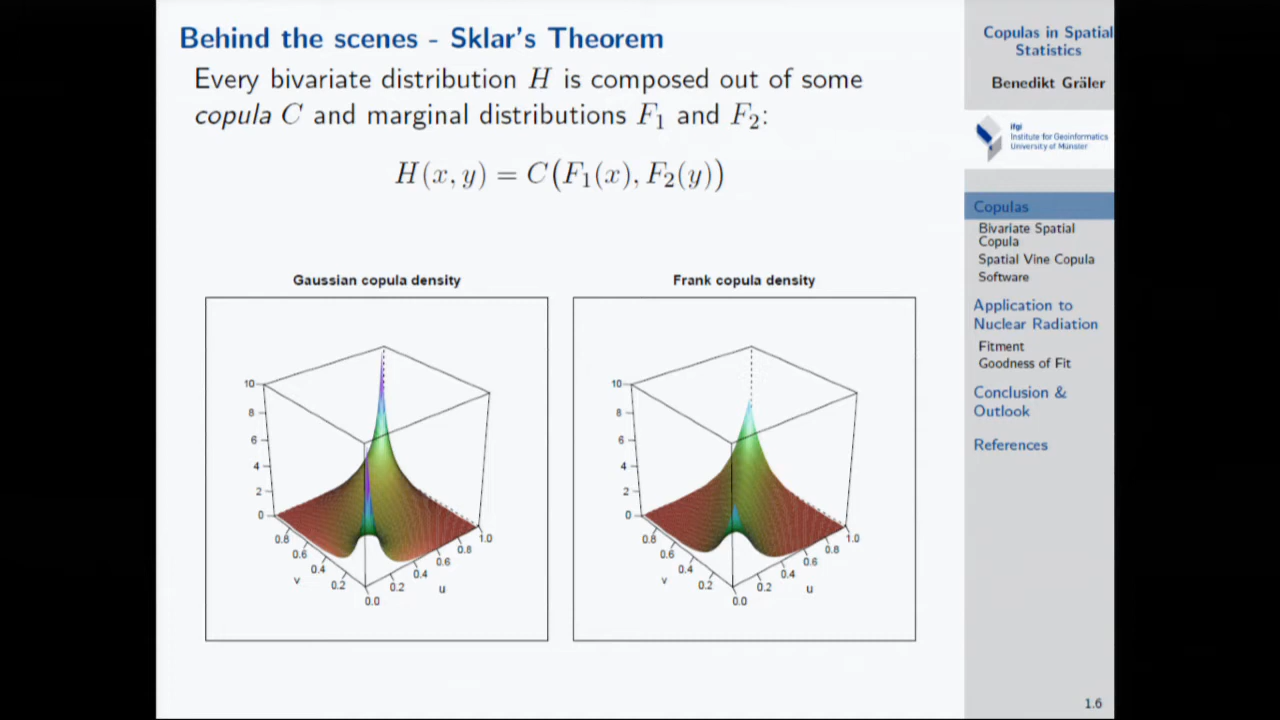 Behind the scenes - Sklar's Theorem
Every bivariate distribution H is composed out of some
copula C and marginal distributions F₁ and F₂:
H(x, y) = C(F₁(x), F₂(y))
Gaussian copula density
10
8
6
4
2
0
0.8
0.6
0.4
0.2
v
0.0
0.2
0.4
0.6
0.8
1.0
u
Frank copula density
10
8
6
4
2
0
0.8
0.6
0.4
0.2
v
0.0
0.2
0.4
0.6
0.8
1.0
u
Copulas in Spatial
Statistics
Benedikt Gräler
ifgi
Institute for Geoinformatics
University of Münster
Copulas
Bivariate Spatial
Copula
Spatial Vine Copula
Software
Application to
Nuclear Radiation
Fitment
Goodness of Fit
Conclusion &
Outlook
References
1.6